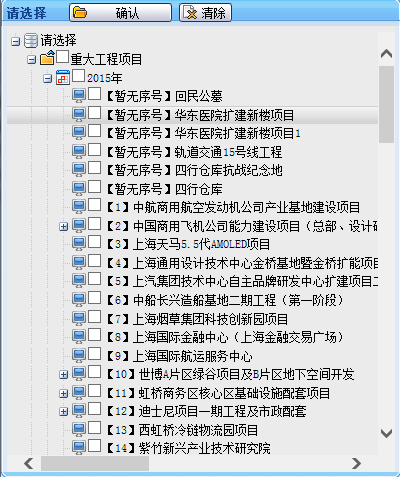 请选择
确认
清除
请选择
重大工程项目
2015年
【暂无序号】回民公墓
【暂无序号】华东医院扩建新楼项目
【暂无序号】华东医院扩建新楼项目1
【暂无序号】轨道交通15号线工程
【暂无序号】四行仓库抗战纪念地
【暂无序号】四行仓库
【1】中航商用航空发动机公司产业基地建设项目
【2】中国商用飞机公司能力建设项目（总部、设计研
【3】上海天马5.5代AMOLED项目
【4】上海通用设计技术中心金桥基地暨金桥扩能项目
【5】上汽集团技术中心自主品牌研发中心扩建项目二
【6】中船长兴造船基地二期工程（第一阶段）
【7】上海烟草集团科技创新园项目
【8】上海国际金融中心（上海金融交易广场）
【9】上海国际航运服务中心
【10】世博A片区绿谷项目及B片区地下空间开发
【11】虹桥商务区核心区基础设施配套项目
【12】迪士尼项目一期工程及市政配套
【13】西虹桥冷链物流园项目
【14】紫竹新兴产业技术研究院